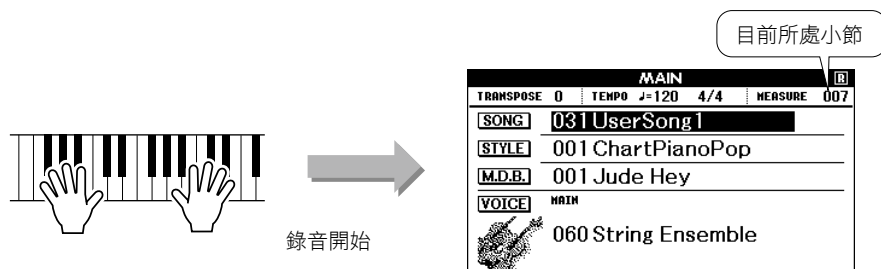 目前所處小節
MAIN R
TRANSPOSE 0 TEMPO ♩=120 4/4 MEASURE 007
SONG 031 UserSong1
STYLE 001 ChartPianoPop
M.D.B. 001 Jude Hey
VOICE MAIN
060 String Ensemble
錄音開始